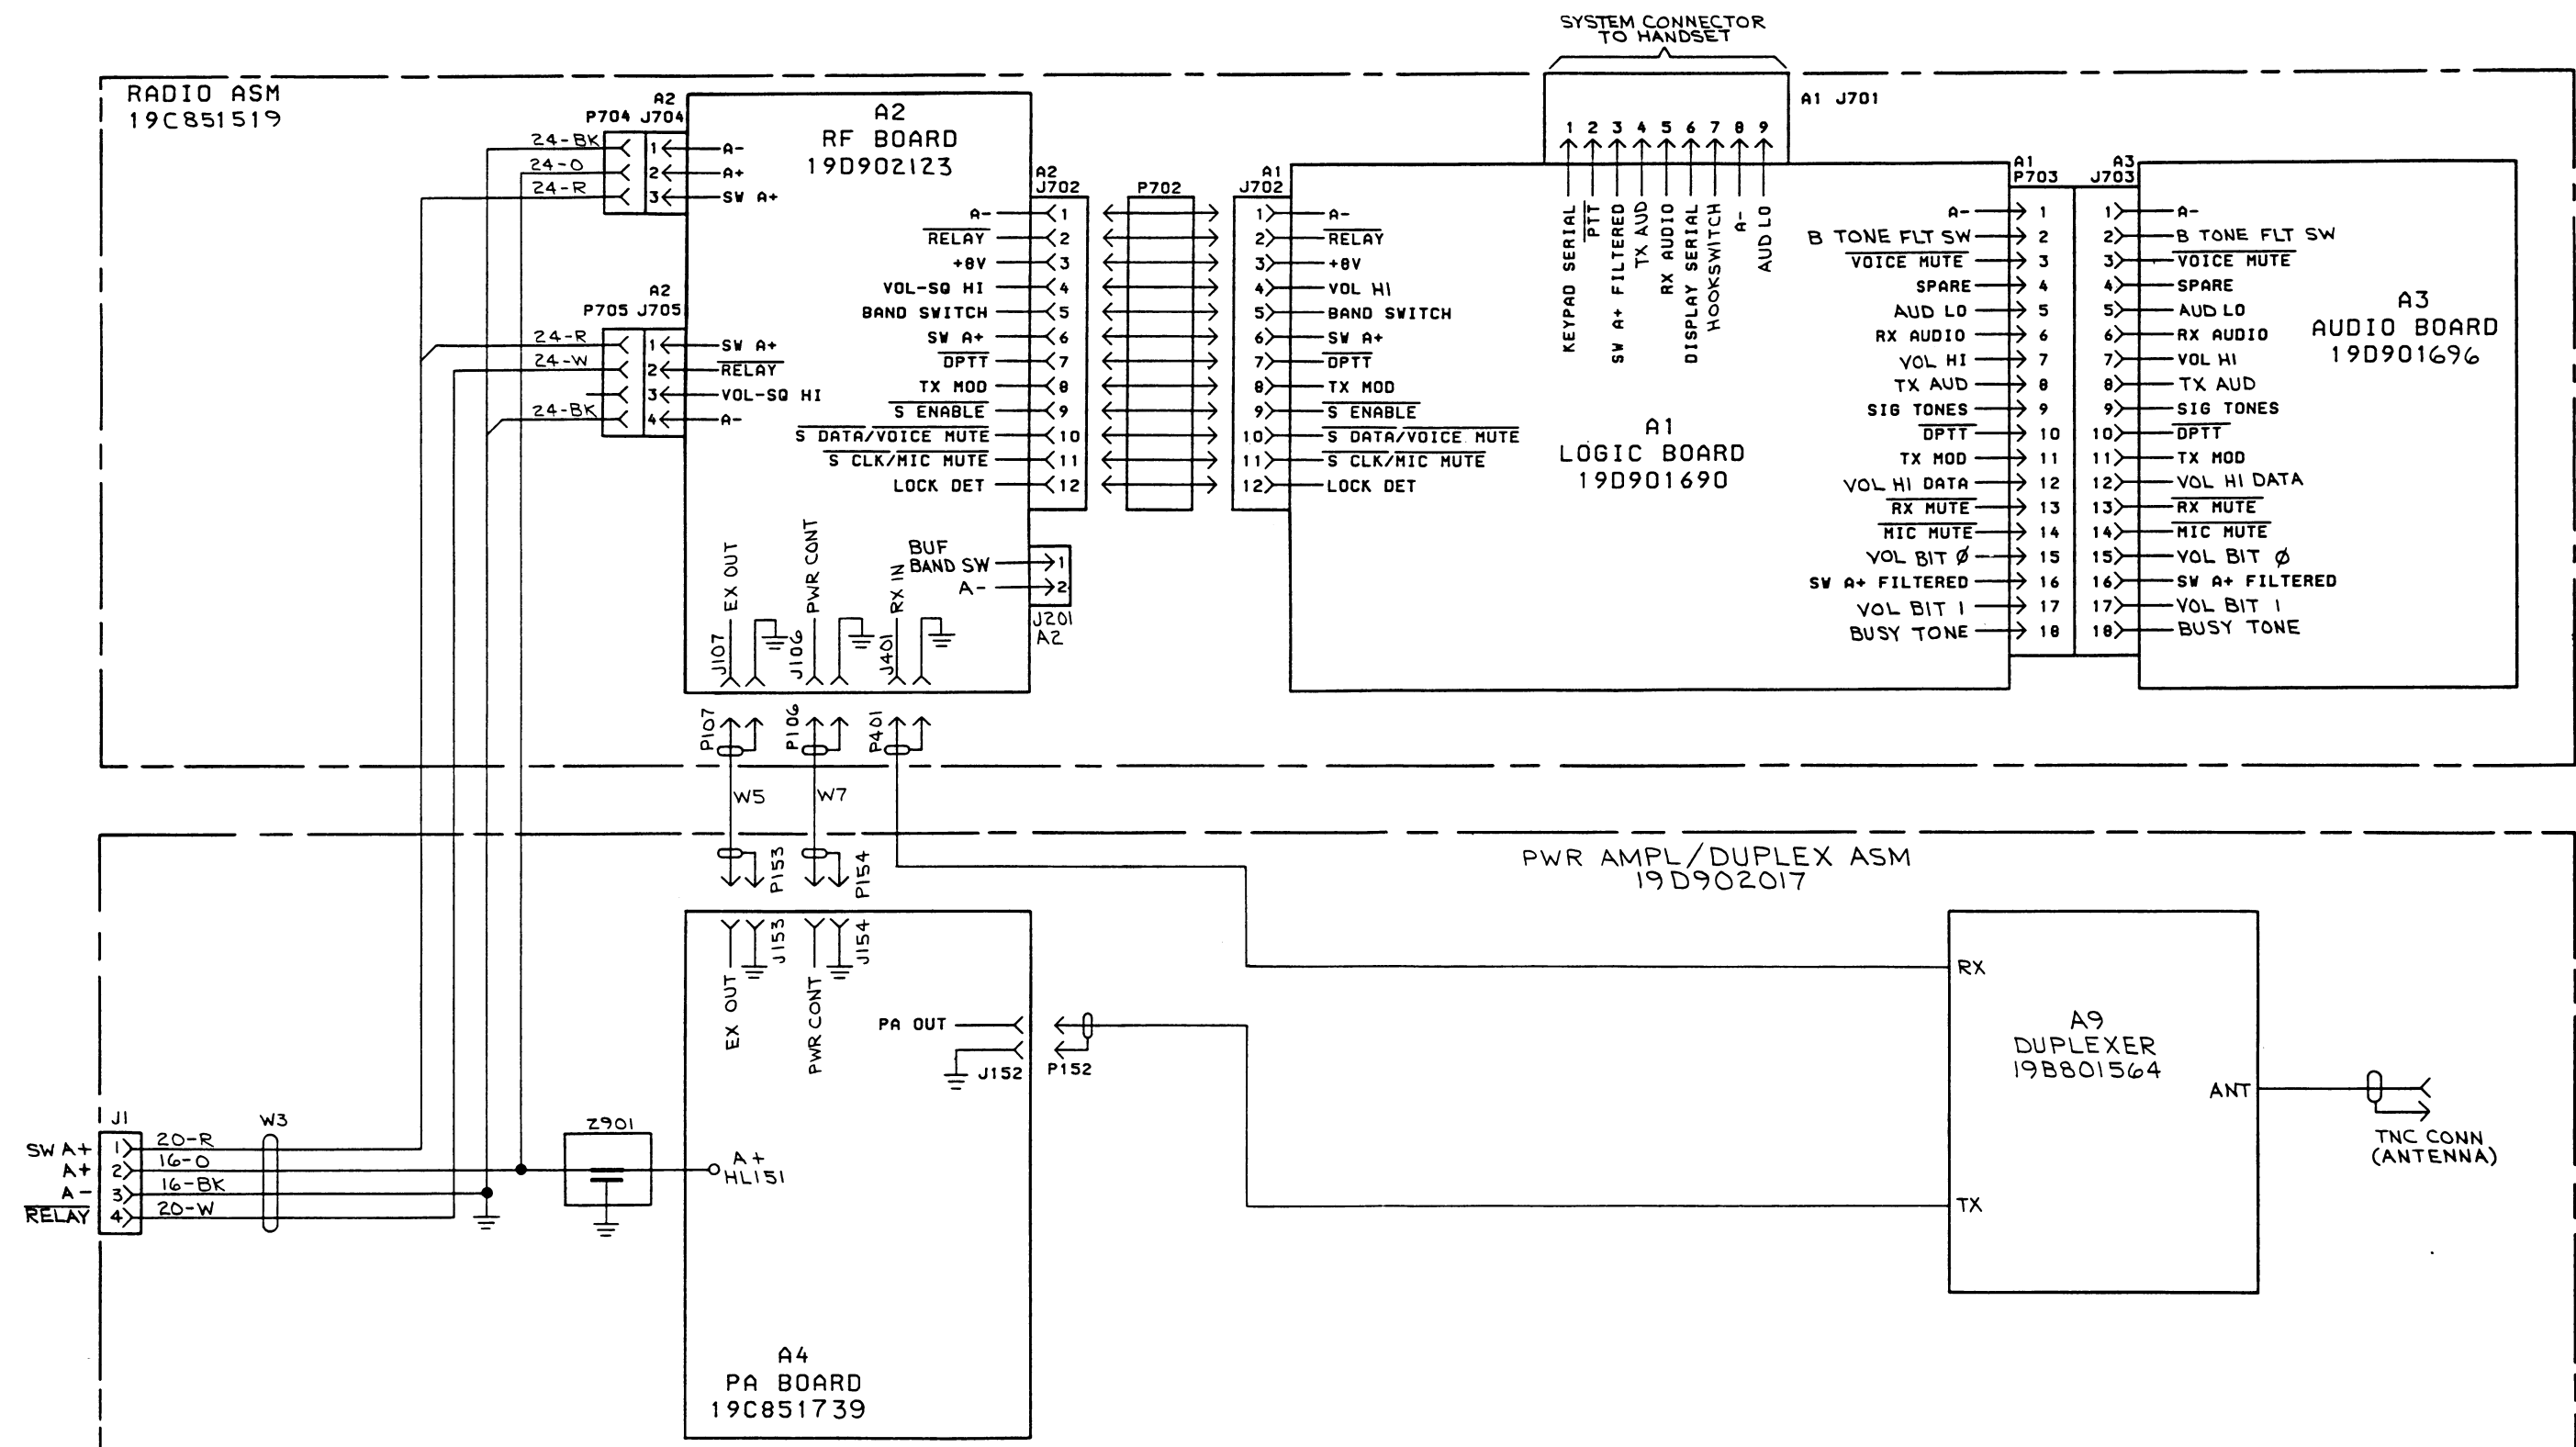 SYSTEM CONNECTOR
TO HANDSET
RADIO ASM
19C851519
A2
P704 J704
24-BK
24-O
24-R
1 A-
2 A+
3 SW A+
A2
P705 J705
24-R
24-W
24-BK
1 SW A+
2 RELAY
3 VOL-SQ HI
4 A-
A2
RF BOARD
19D902123
A2
J702
A- 1
RELAY 2
+8V 3
VOL-SQ HI 4
BAND SWITCH 5
SW A+ 6
DPTT 7
TX MOD 8
S ENABLE 9
S DATA/VOICE MUTE 10
S CLK/MIC MUTE 11
LOCK DET 12
BUF
BAND SW 1
A- 2
J201
A2
EX OUT
J107
PWR CONT
J106
RX IN
J401
P702
A1
J702
1 A-
2 RELAY
3 +8V
4 VOL HI
5 BAND SWITCH
6 SW A+
7 DPTT
8 TX MOD
9 S ENABLE
10 S DATA/VOICE MUTE
11 S CLK/MIC MUTE
12 LOCK DET
A1 J701
1 2 3 4 5 6 7 8 9
KEYPAD SERIAL
PTT
SW A+ FILTERED
TX AUD
RX AUDIO
DISPLAY SERIAL
HOOKSWITCH
A-
AUD LO
A1
LOGIC BOARD
19D901690
A1
P703
A- 1
B TONE FLT SW 2
VOICE MUTE 3
SPARE 4
AUD LO 5
RX AUDIO 6
VOL HI 7
TX AUD 8
SIG TONES 9
DPTT 10
TX MOD 11
VOL HI DATA 12
RX MUTE 13
MIC MUTE 14
VOL BIT Ø 15
SW A+ FILTERED 16
VOL BIT 1 17
BUSY TONE 18
A3
J703
1 A-
2 B TONE FLT SW
3 VOICE MUTE
4 SPARE
5 AUD LO
6 RX AUDIO
7 VOL HI
8 TX AUD
9 SIG TONES
10 DPTT
11 TX MOD
12 VOL HI DATA
13 RX MUTE
14 MIC MUTE
15 VOL BIT Ø
16 SW A+ FILTERED
17 VOL BIT 1
18 BUSY TONE
A3
AUDIO BOARD
19D901696
P107
P106
P401
W5
W7
PWR AMPL/DUPLEX ASM
19D902017
P153
P154
J153
J154
EX OUT
PWR CONT
PA OUT
J152
P152
RX
A9
DUPLEXER
19B801564
ANT
TX
TNC CONN
(ANTENNA)
J1
W3
SW A+ 1 20-R
A+ 2 16-O
A- 3 16-BK
RELAY 4 20-W
Z901
A+
HL151
A4
PA BOARD
19C851739